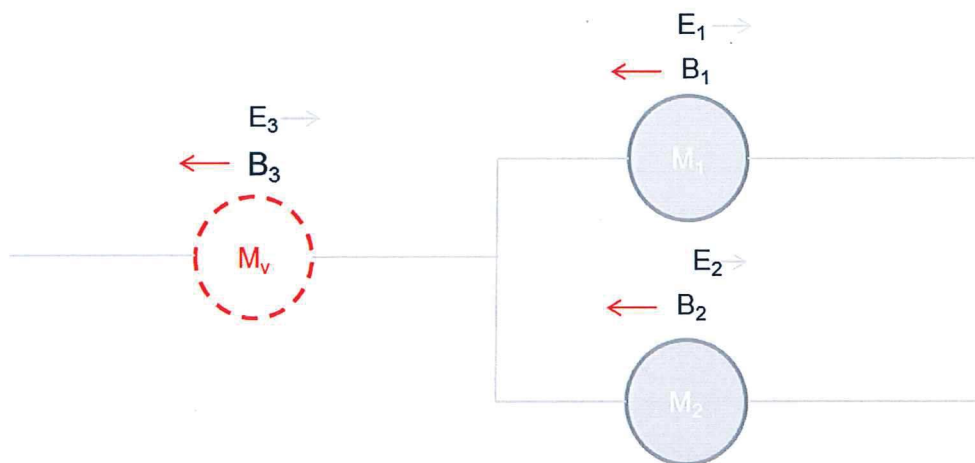 E₁
B₁
E₃
B₃
M₁
Mᵥ
E₂
B₂
M₂